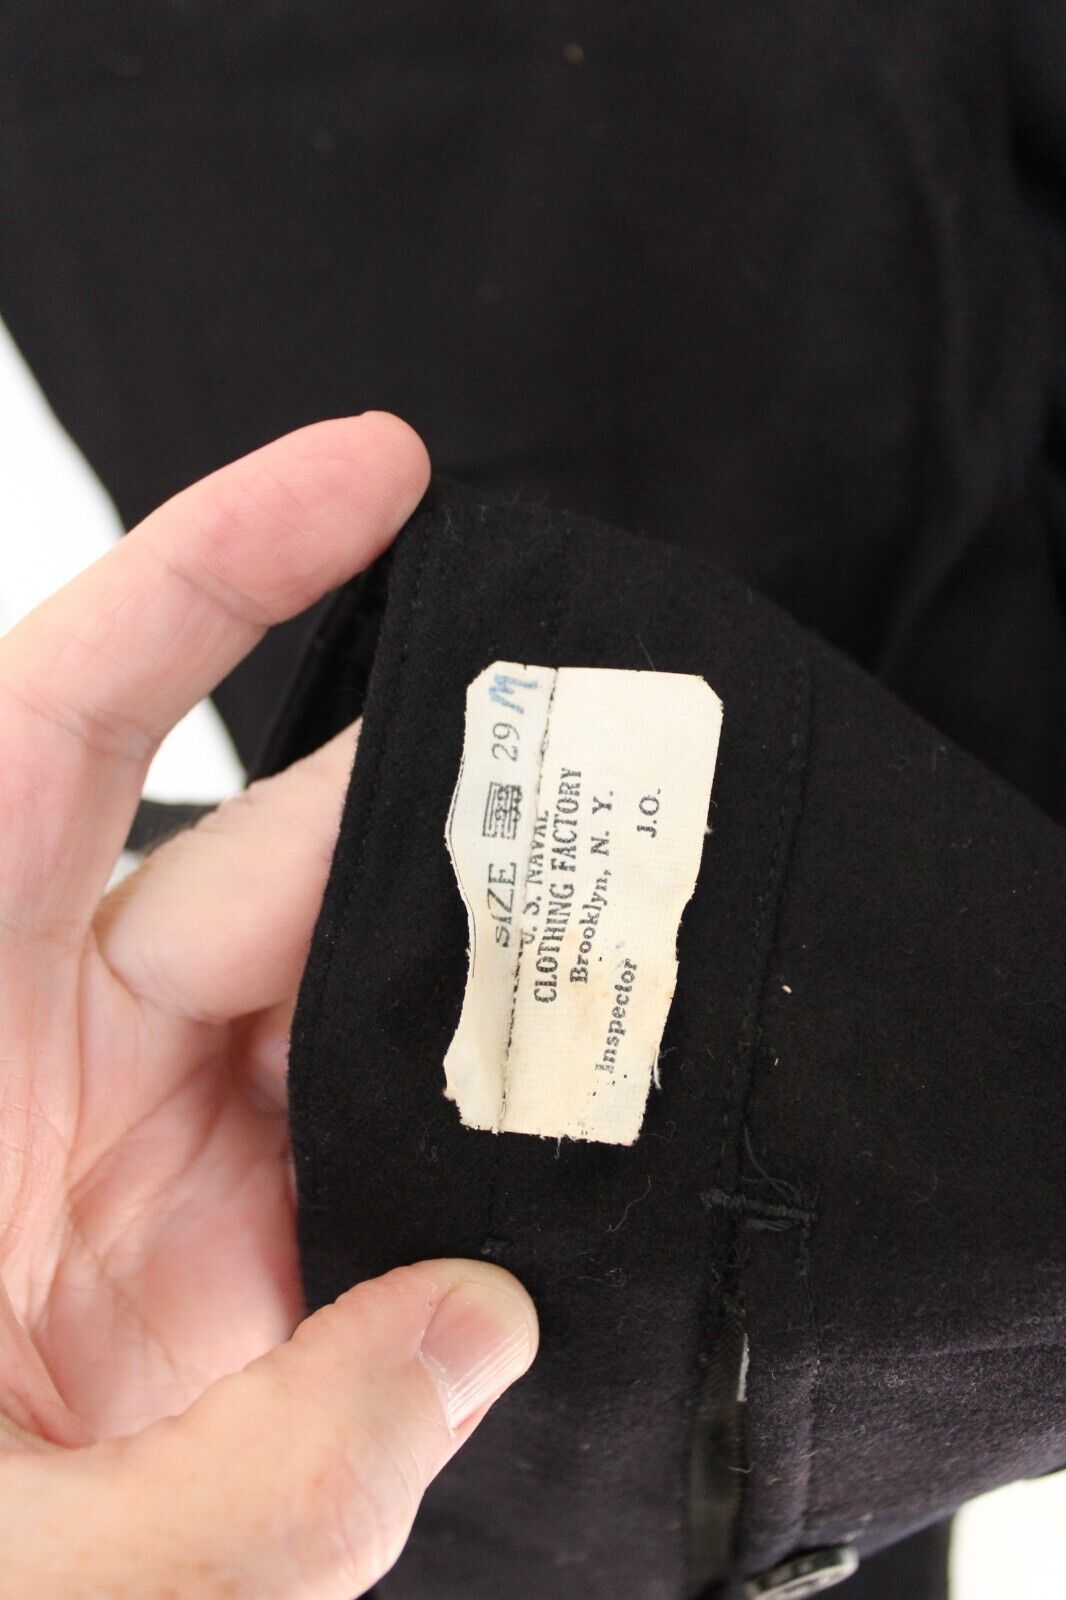 SIZE 29 M
U. S. NAVAL
CLOTHING FACTORY
Brooklyn, N. Y.
Inspector J.O.